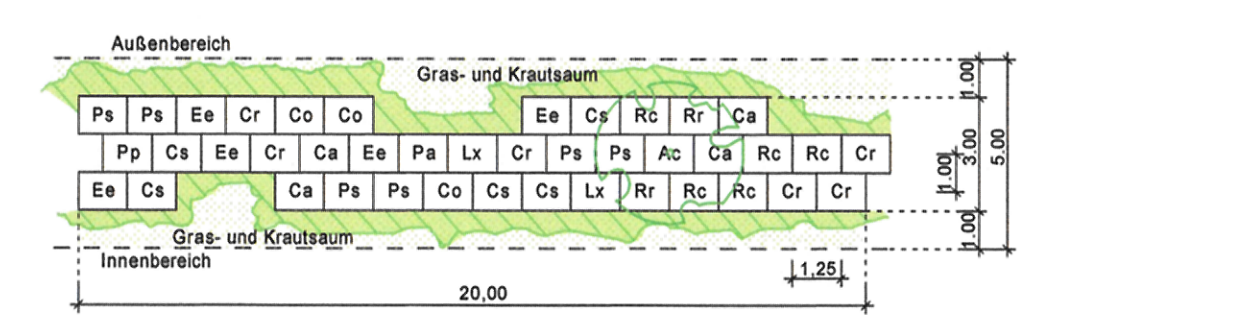 Außenbereich
Gras- und Krautsaum
Ps Ps Ee Cr Co Co Ee Cs Rc Rr Ca
Pp Cs Ee Cr Ca Ee Pa Lx Cr Ps Ps Ac Ca Rc Rc Cr
Ee Cs Ca Ps Ps Co Cs Cs Lx Rr Rc Rc Cr Cr
Gras- und Krautsaum
Innenbereich
1.00
3.00
5.00
1.00
1.00
1,25
20,00